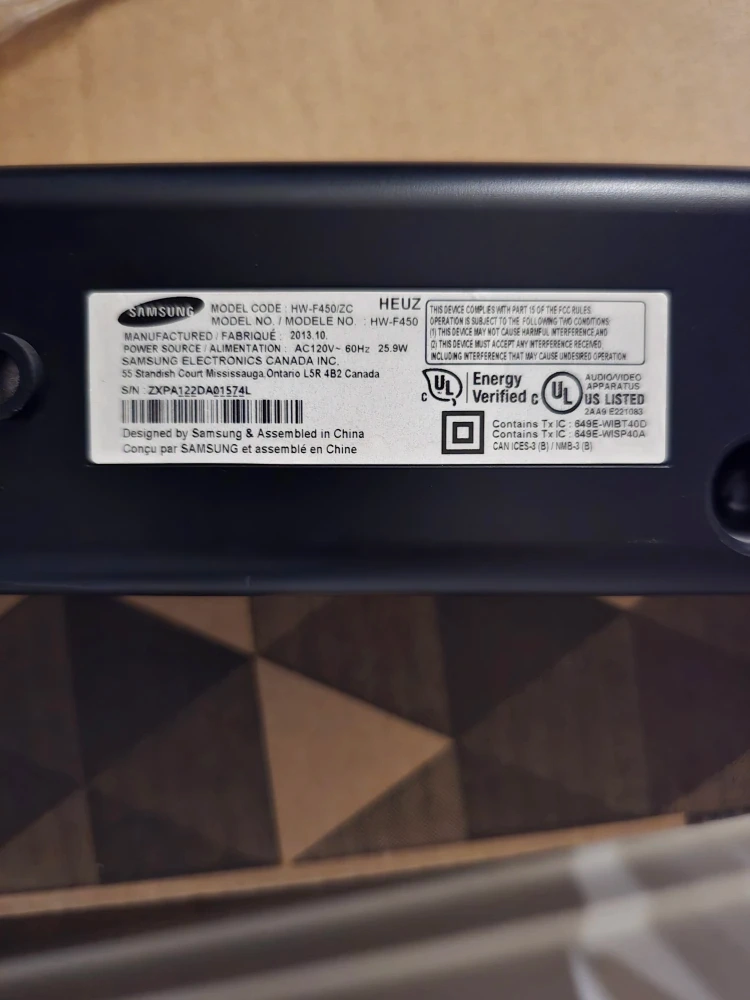 SAMSUNG
MODEL CODE : HW-F450/ZC HEUZ
MODEL NO. / MODELE NO. : HW-F450
MANUFACTURED / FABRIQUÉ : 2013.10.
POWER SOURCE / ALIMENTATION : AC120V~ 60Hz 25.9W
SAMSUNG ELECTRONICS CANADA INC.
55 Standish Court Mississauga, Ontario L5R 4B2 Canada
S/N : ZXPA122DA01574L
Designed by Samsung & Assembled in China
Conçu par SAMSUNG et assemblé en Chine
THIS DEVICE COMPLIES WITH PART 15 OF THE FCC RULES
OPERATION IS SUBJECT TO THE FOLLOWING TWO CONDITIONS:
(1) THIS DEVICE MAY NOT CAUSE HARMFUL INTERFERENCE, AND
(2) THIS DEVICE MUST ACCEPT ANY INTERFERENCE RECEIVED
INCLUDING INTERFERENCE THAT MAY CAUSE UNDESIRED OPERATION
C UL
Energy
Verified
C UL
AUDIO/VIDEO
APPARATUS
US LISTED
2AA9 E221083
Contains Tx IC : 649E-WIBT40D
Contains Tx IC : 649E-WISP40A
CAN ICES-3 (B) / NMB-3 (B)